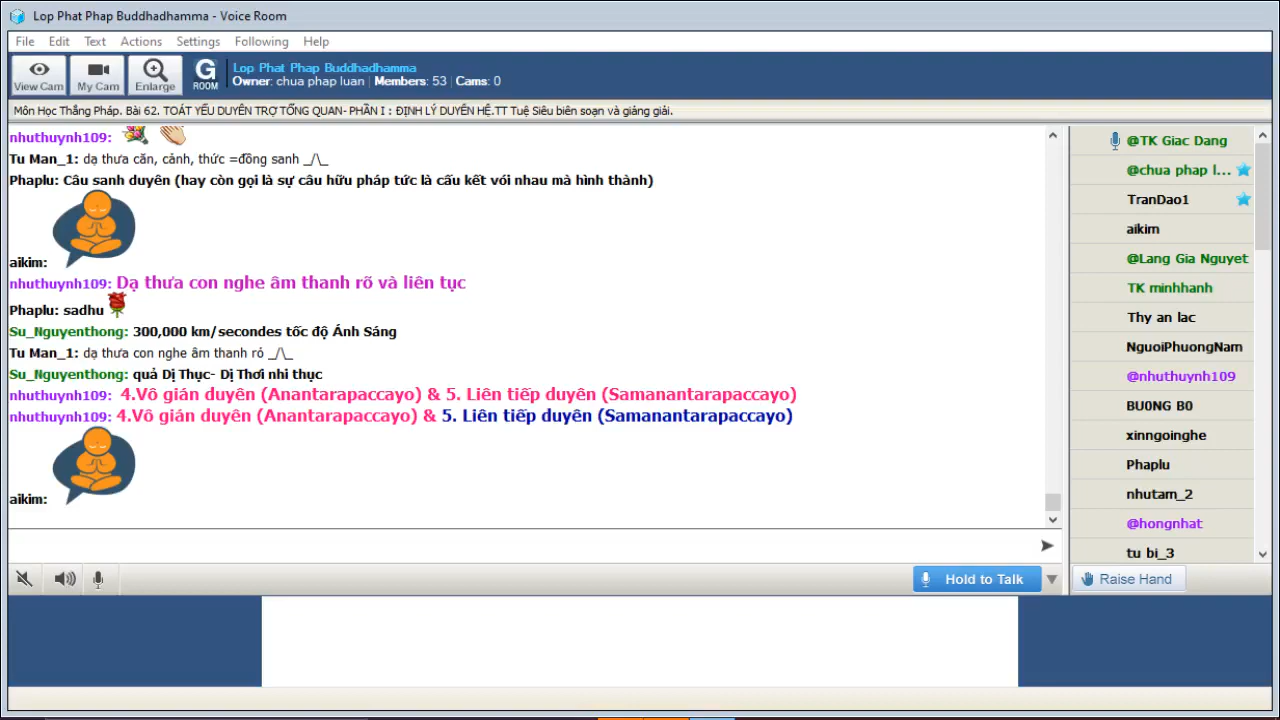 Lop Phat Phap Buddhadhamma - Voice Room
File Edit Text Actions Settings Following Help
View Cam My Cam Enlarge G ROOM
Lop Phat Phap Buddhadhamma
Owner: chua phap luan | Members: 53 | Cams: 0
Môn Học Thắng Pháp. Bài 62. TOÁT YẾU DUYÊN TRỢ TỔNG QUAN- PHẦN I : ĐỊNH LÝ DUYÊN HỆ.TT Tuệ Siêu biên soạn và giảng giải.
nhuthuynh109:
Tu Man_1: dạ thưa căn, cảnh, thức =đồng sanh _/\_
Phaplu: Câu sanh duyên (hay còn gọi là sự câu hữu pháp tức là cấu kết với nhau mà hình thành)
aikim:
nhuthuynh109: Dạ thưa con nghe âm thanh rõ và liên tục
Phaplu: sadhu
Su_Nguyenthong: 300,000 km/secondes tốc độ Ánh Sáng
Tu Man_1: dạ thưa con nghe âm thanh rỏ _/\_
Su_Nguyenthong: quả Dị Thục- Dị Thơi nhi thục
nhuthuynh109: 4.Vô gián duyên (Anantarapaccayo) & 5. Liên tiếp duyên (Samanantarapaccayo)
nhuthuynh109: 4.Vô gián duyên (Anantarapaccayo) & 5. Liên tiếp duyên (Samanantarapaccayo)
aikim:
@TK Giac Dang
@chua phap l...
TranDao1
aikim
@Lang Gia Nguyet
TK minhhanh
Thy an lac
NguoiPhuongNam
@nhuthuynh109
BU0NG B0
xinngoinghe
Phaplu
nhutam_2
@hongnhat
tu bi_3
Hold to Talk
Raise Hand